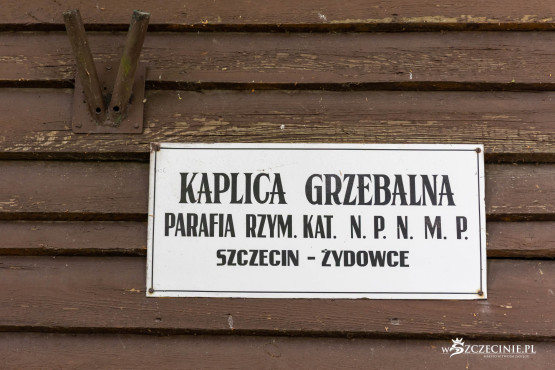 KAPLICA GRZEBALNA
PARAFIA RZYM. KAT. N. P. N. M. P.
SZCZECIN - ŻYDOWCE
wSZCZECINIE.PL